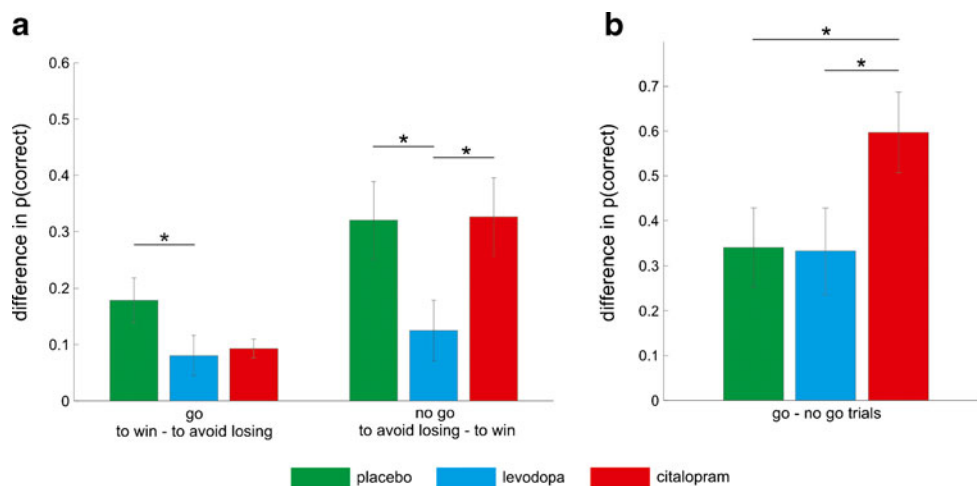 a
difference in p(correct)
0.6
0.5
0.4
0.3
0.2
0.1
0
*
*
*
go
to win - to avoid losing
no go
to avoid losing - to win
b
difference in p(correct)
0.7
0.6
0.5
0.4
0.3
0.2
0.1
0
*
*
go - no go trials
placebo
levodopa
citalopram